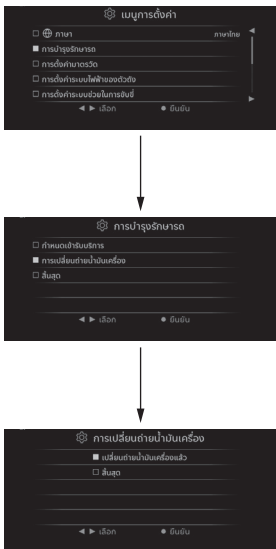 เมนูการตั้งค่า
ภาษา ภาษาไทย
การบำรุงรักษารถ
การตั้งค่ามาตรวัด
การตั้งค่าระบบไฟฟ้าของตัวถัง
การตั้งค่าระบบช่วยในการขับขี่
◀ ▶ เลือก ● ยืนยัน
การบำรุงรักษารถ
กำหนดเข้ารับบริการ
การเปลี่ยนถ่ายน้ำมันเครื่อง
สิ้นสุด
◀ ▶ เลือก ● ยืนยัน
การเปลี่ยนถ่ายน้ำมันเครื่อง
เปลี่ยนถ่ายน้ำมันเครื่องแล้ว
สิ้นสุด
◀ ▶ เลือก ● ยืนยัน